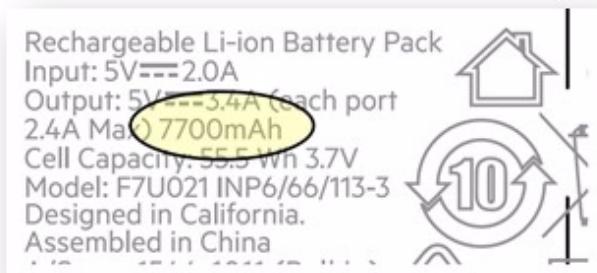 Rechargeable Li-ion Battery Pack
Input: 5V⎓2.0A
Output: 5V⎓3.4A (each port
2.4A Max) 7700mAh
Cell Capacity: 55.5 Wh 3.7V
Model: F7U021 INP6/66/113-3
Designed in California.
Assembled in China
10